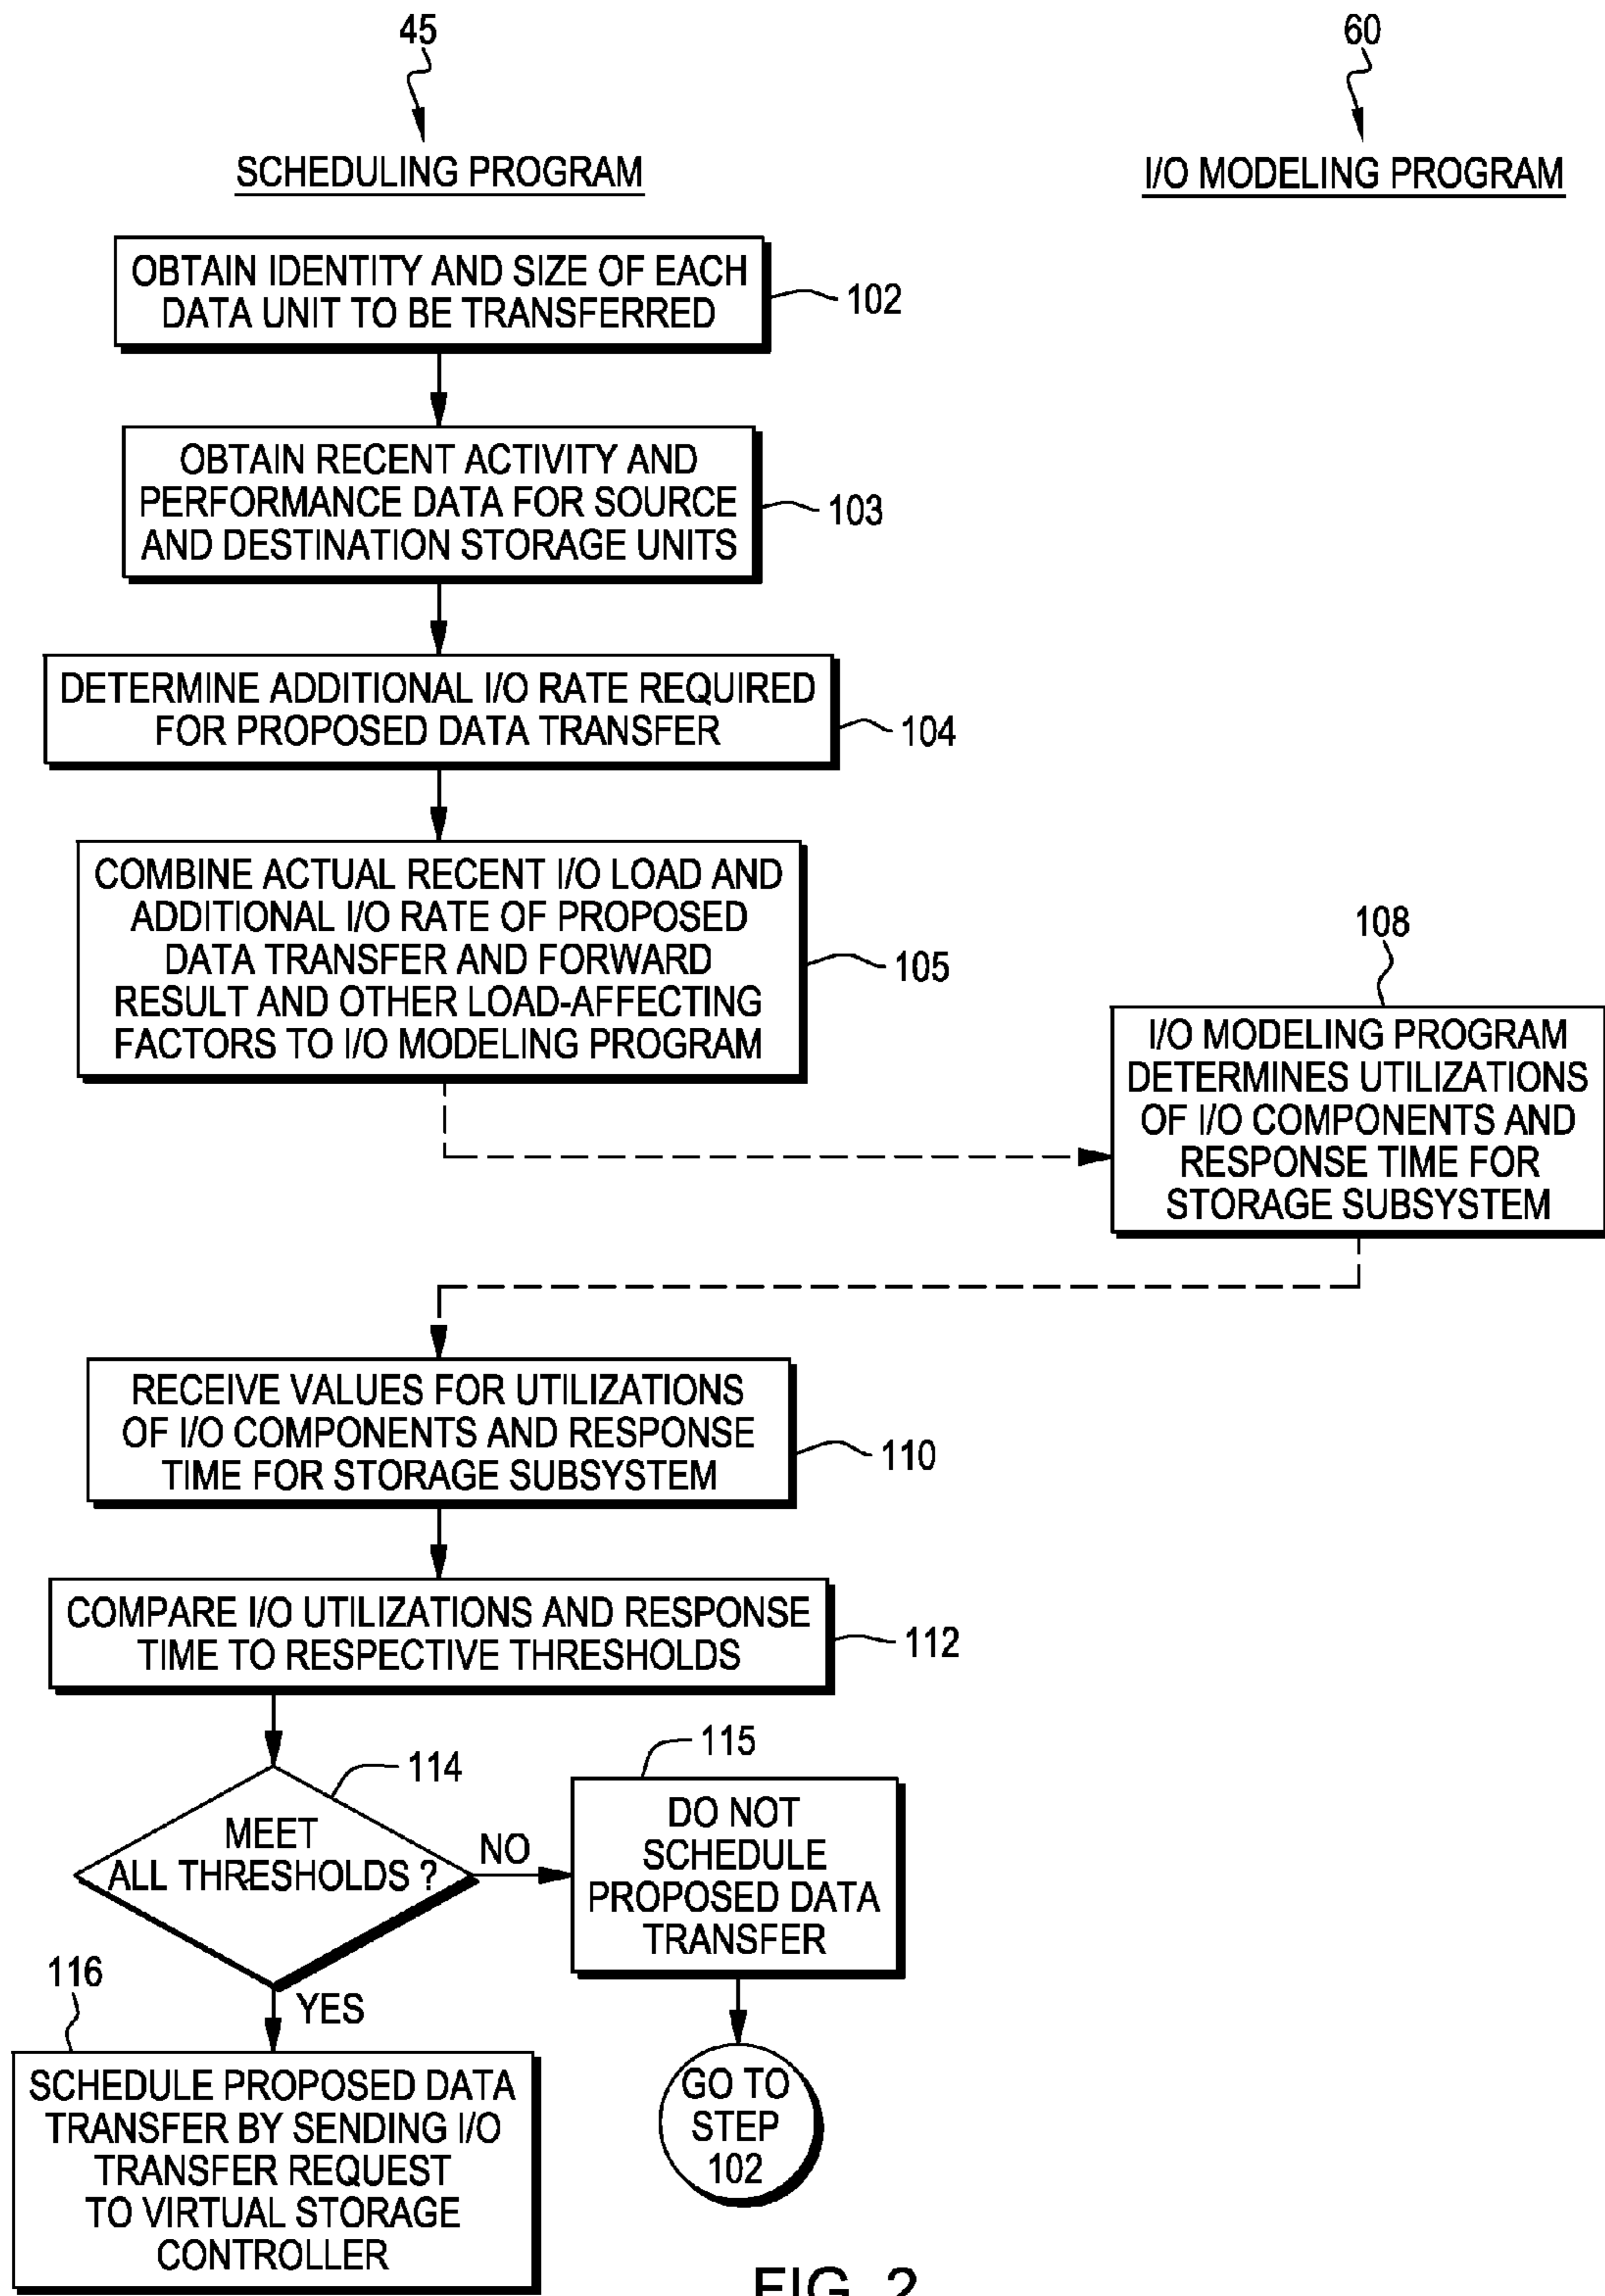 45
60
SCHEDULING PROGRAM
I/O MODELING PROGRAM
OBTAIN IDENTITY AND SIZE OF EACH
DATA UNIT TO BE TRANSFERRED
102
OBTAIN RECENT ACTIVITY AND
PERFORMANCE DATA FOR SOURCE
AND DESTINATION STORAGE UNITS
103
DETERMINE ADDITIONAL I/O RATE REQUIRED
FOR PROPOSED DATA TRANSFER
104
COMBINE ACTUAL RECENT I/O LOAD AND
ADDITIONAL I/O RATE OF PROPOSED
DATA TRANSFER AND FORWARD
RESULT AND OTHER LOAD-AFFECTING
FACTORS TO I/O MODELING PROGRAM
105
108
I/O MODELING PROGRAM
DETERMINES UTILIZATIONS
OF I/O COMPONENTS AND
RESPONSE TIME FOR
STORAGE SUBSYSTEM
RECEIVE VALUES FOR UTILIZATIONS
OF I/O COMPONENTS AND RESPONSE
TIME FOR STORAGE SUBSYSTEM
110
COMPARE I/O UTILIZATIONS AND RESPONSE
TIME TO RESPECTIVE THRESHOLDS
112
114
MEET
ALL THRESHOLDS ?
NO
115
DO NOT
SCHEDULE
PROPOSED DATA
TRANSFER
YES
116
SCHEDULE PROPOSED DATA
TRANSFER BY SENDING I/O
TRANSFER REQUEST
TO VIRTUAL STORAGE
CONTROLLER
GO TO
STEP
102
FIG. 2